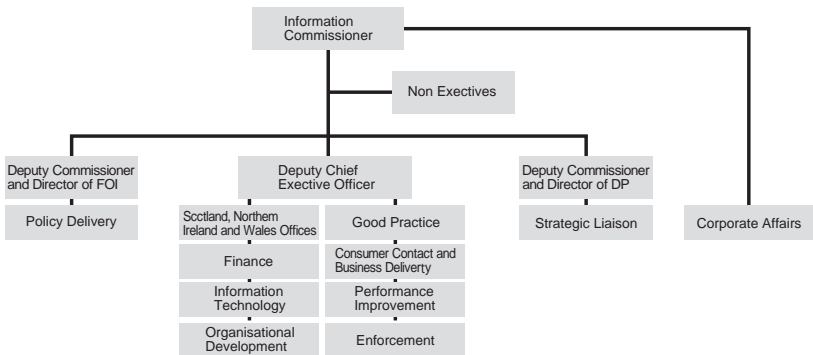 Information
Commissioner
Non Exectives
Deputy Commissioner
and Director of FOI
Deputy Chief
Exective Officer
Deputy Commissioner
and Director of DP
Policy Delivery
Scctland, Northern
Ireland and Wales Offices
Good Practice
Strategic Liaison
Corporate Affairs
Finance
Consumer Contact and
Business Deliverty
Information
Technology
Performance
Improvement
Organisational
Development
Enforcement